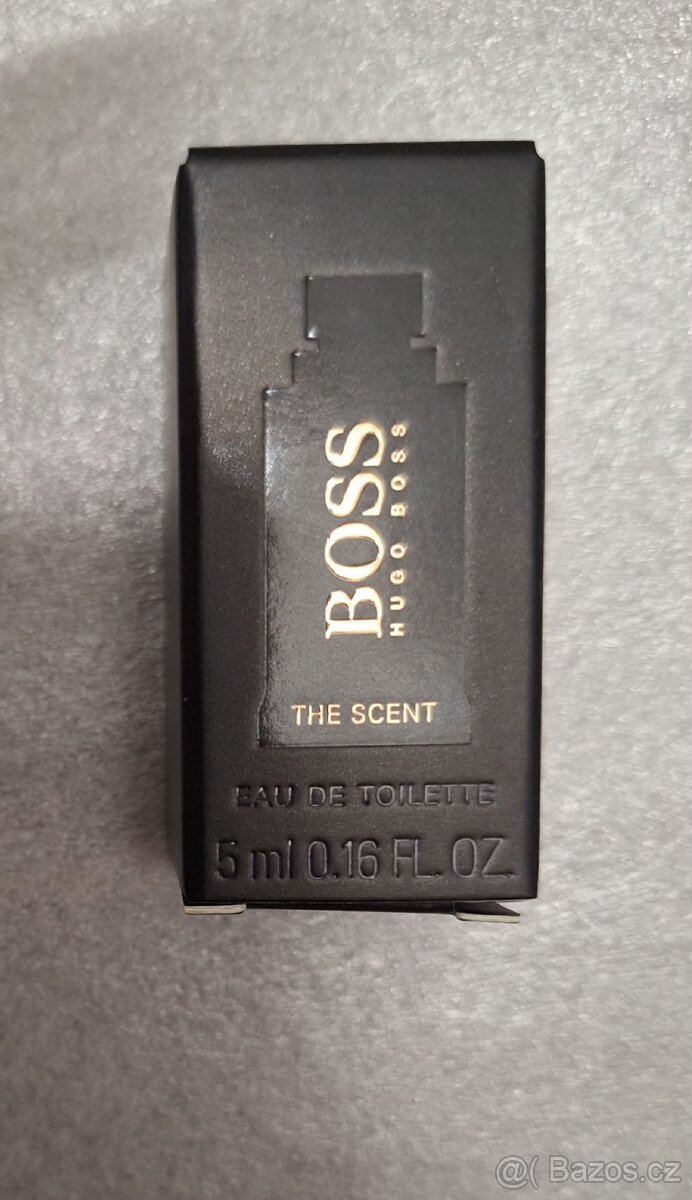 BOSS
HUGO BOSS
THE SCENT
EAU DE TOILETTE
5 ml 0.16 FL. OZ.
@( Bazos.cz